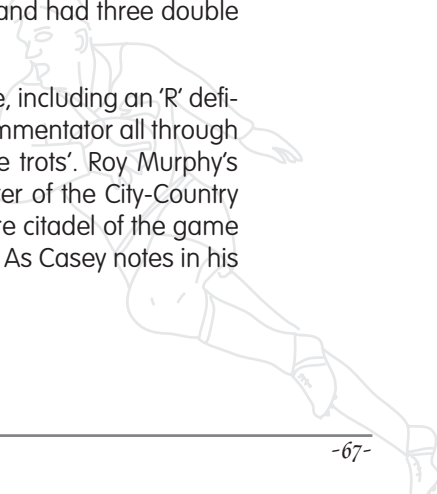 and had three double
e, including an ‘R’ defi-
mmentator all through
e trots’. Roy Murphy’s
er of the City-Country
re citadel of the game
As Casey notes in his
-67-